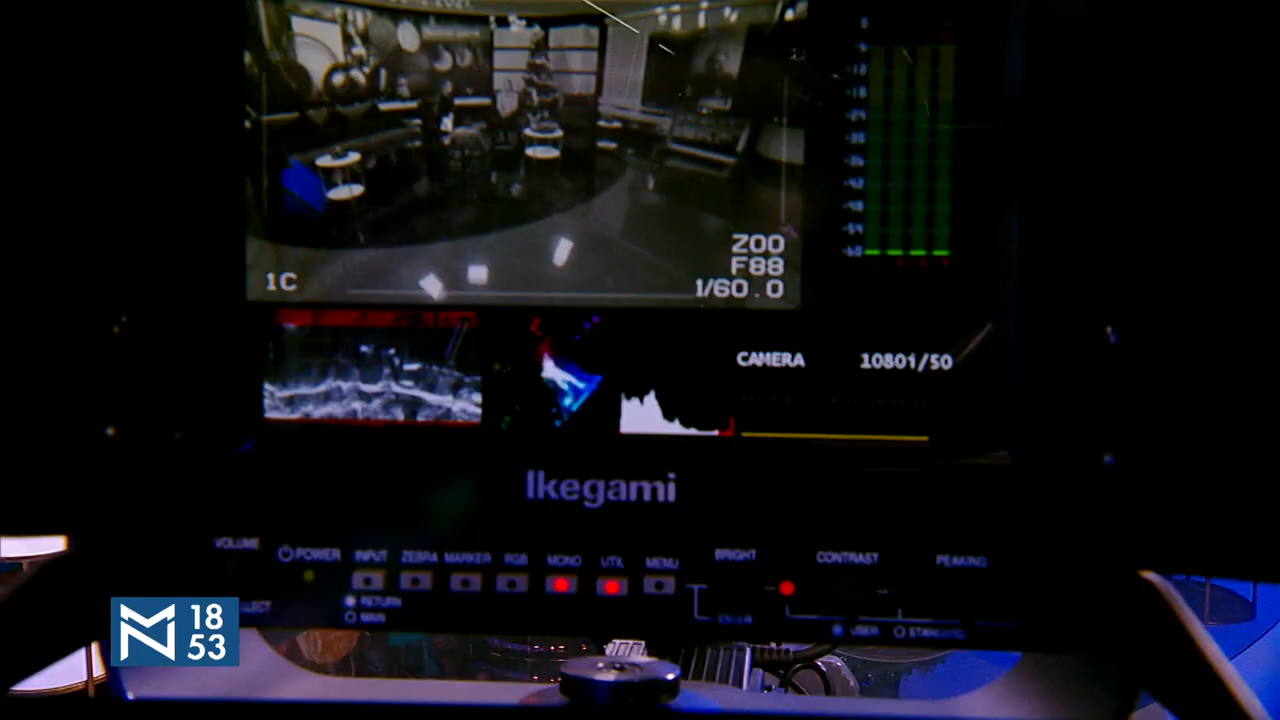 Z00
F88
1C
1/60.0
CAMERA 1080i/50
Ikegami
VOLUME
POWER INPUT ZEBRA MARKER RGB MONO UTIL MENU BRIGHT CONTRAST PEAKING
RETURN
MAIN
USER STANDARD
18
53